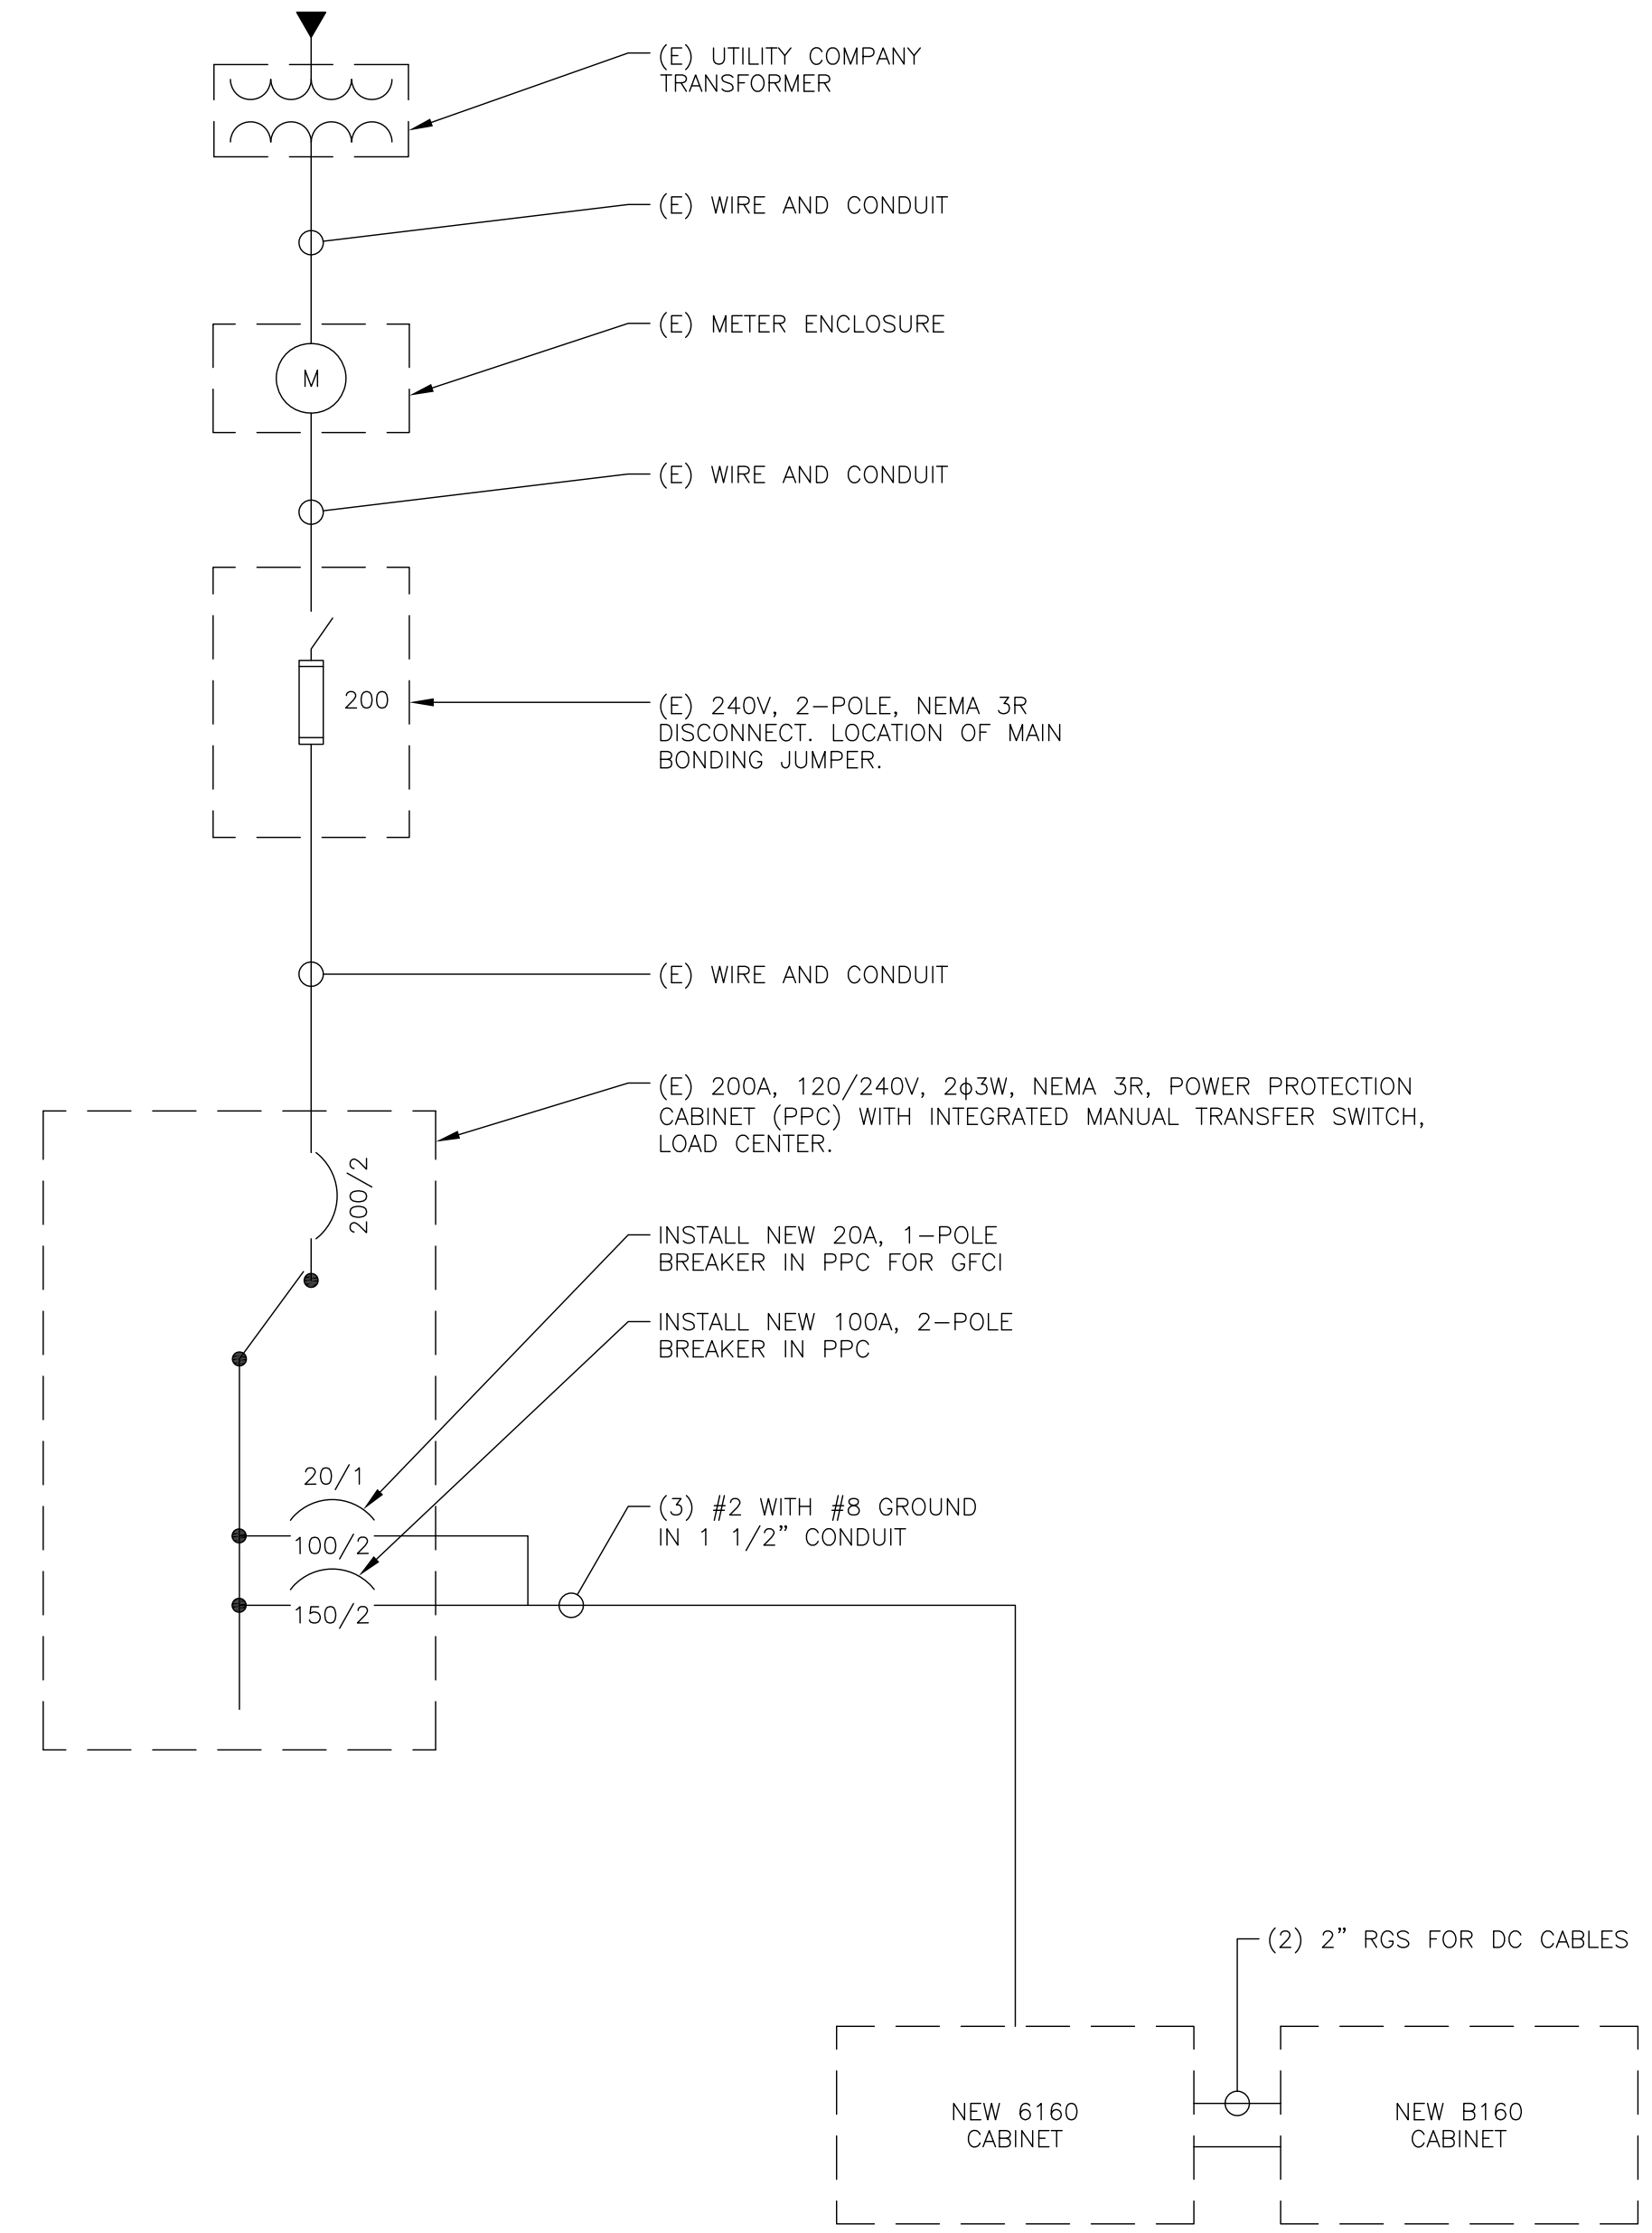 (E) UTILITY COMPANY
TRANSFORMER
(E) WIRE AND CONDUIT
(E) METER ENCLOSURE
M
(E) WIRE AND CONDUIT
200
(E) 240V, 2-POLE, NEMA 3R
DISCONNECT. LOCATION OF MAIN
BONDING JUMPER.
(E) WIRE AND CONDUIT
(E) 200A, 120/240V, 2ϕ3W, NEMA 3R, POWER PROTECTION
CABINET (PPC) WITH INTEGRATED MANUAL TRANSFER SWITCH,
LOAD CENTER.
200/2
INSTALL NEW 20A, 1-POLE
BREAKER IN PPC FOR GFCI
INSTALL NEW 100A, 2-POLE
BREAKER IN PPC
20/1
100/2
150/2
(3) #2 WITH #8 GROUND
IN 1 1/2" CONDUIT
(2) 2" RGS FOR DC CABLES
NEW 6160
CABINET
NEW B160
CABINET